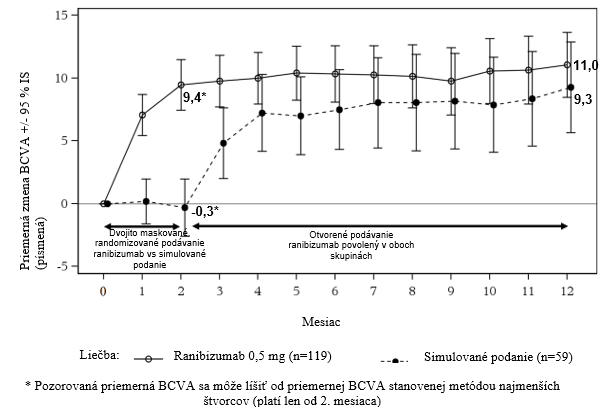 Priemerná zmena BCVA +/- 95 % IS
(písmená)
15
10
5
0
-5
9,4*
-0,3*
11,0
9,3
Dvojito maskované
randomizované podávanie
ranibizumab vs simulované
podanie
Otvorené podávanie
ranibizumab povolený v oboch
skupinách
0 1 2 3 4 5 6 7 8 9 10 11 12
Mesiac
Liečba: Ranibizumab 0,5 mg (n=119) Simulované podanie (n=59)
* Pozorovaná priemerná BCVA sa môže líšiť od priemernej BCVA stanovenej metódou najmenších
štvorcov (platí len od 2. mesiaca)